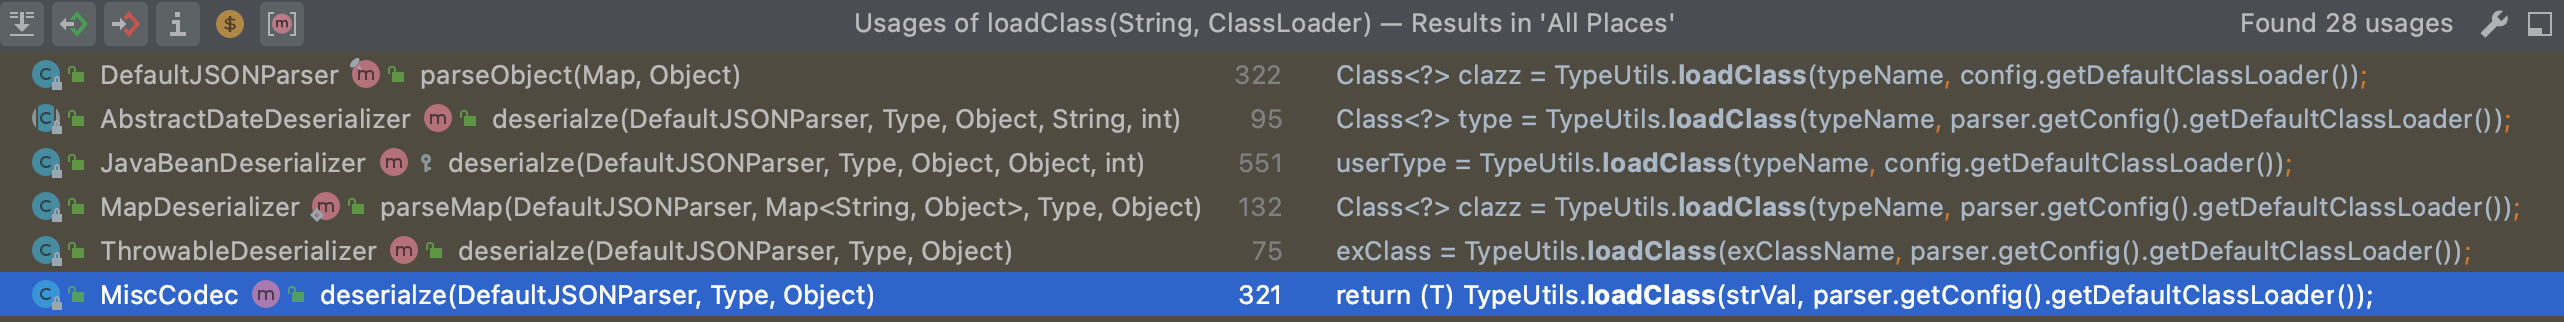 Usages of loadClass(String, ClassLoader) — Results in 'All Places' Found 28 usages
DefaultJSONParser parseObject(Map, Object) 322 Class<?> clazz = TypeUtils.loadClass(typeName, config.getDefaultClassLoader());
AbstractDateDeserializer deserialze(DefaultJSONParser, Type, Object, String, int) 95 Class<?> type = TypeUtils.loadClass(typeName, parser.getConfig().getDefaultClassLoader());
JavaBeanDeserializer deserialze(DefaultJSONParser, Type, Object, Object, int) 551 userType = TypeUtils.loadClass(typeName, config.getDefaultClassLoader());
MapDeserializer parseMap(DefaultJSONParser, Map<String, Object>, Type, Object) 132 Class<?> clazz = TypeUtils.loadClass(typeName, parser.getConfig().getDefaultClassLoader());
ThrowableDeserializer deserialze(DefaultJSONParser, Type, Object) 75 exClass = TypeUtils.loadClass(exClassName, parser.getConfig().getDefaultClassLoader());
MiscCodec deserialze(DefaultJSONParser, Type, Object) 321 return (T) TypeUtils.loadClass(strVal, parser.getConfig().getDefaultClassLoader());